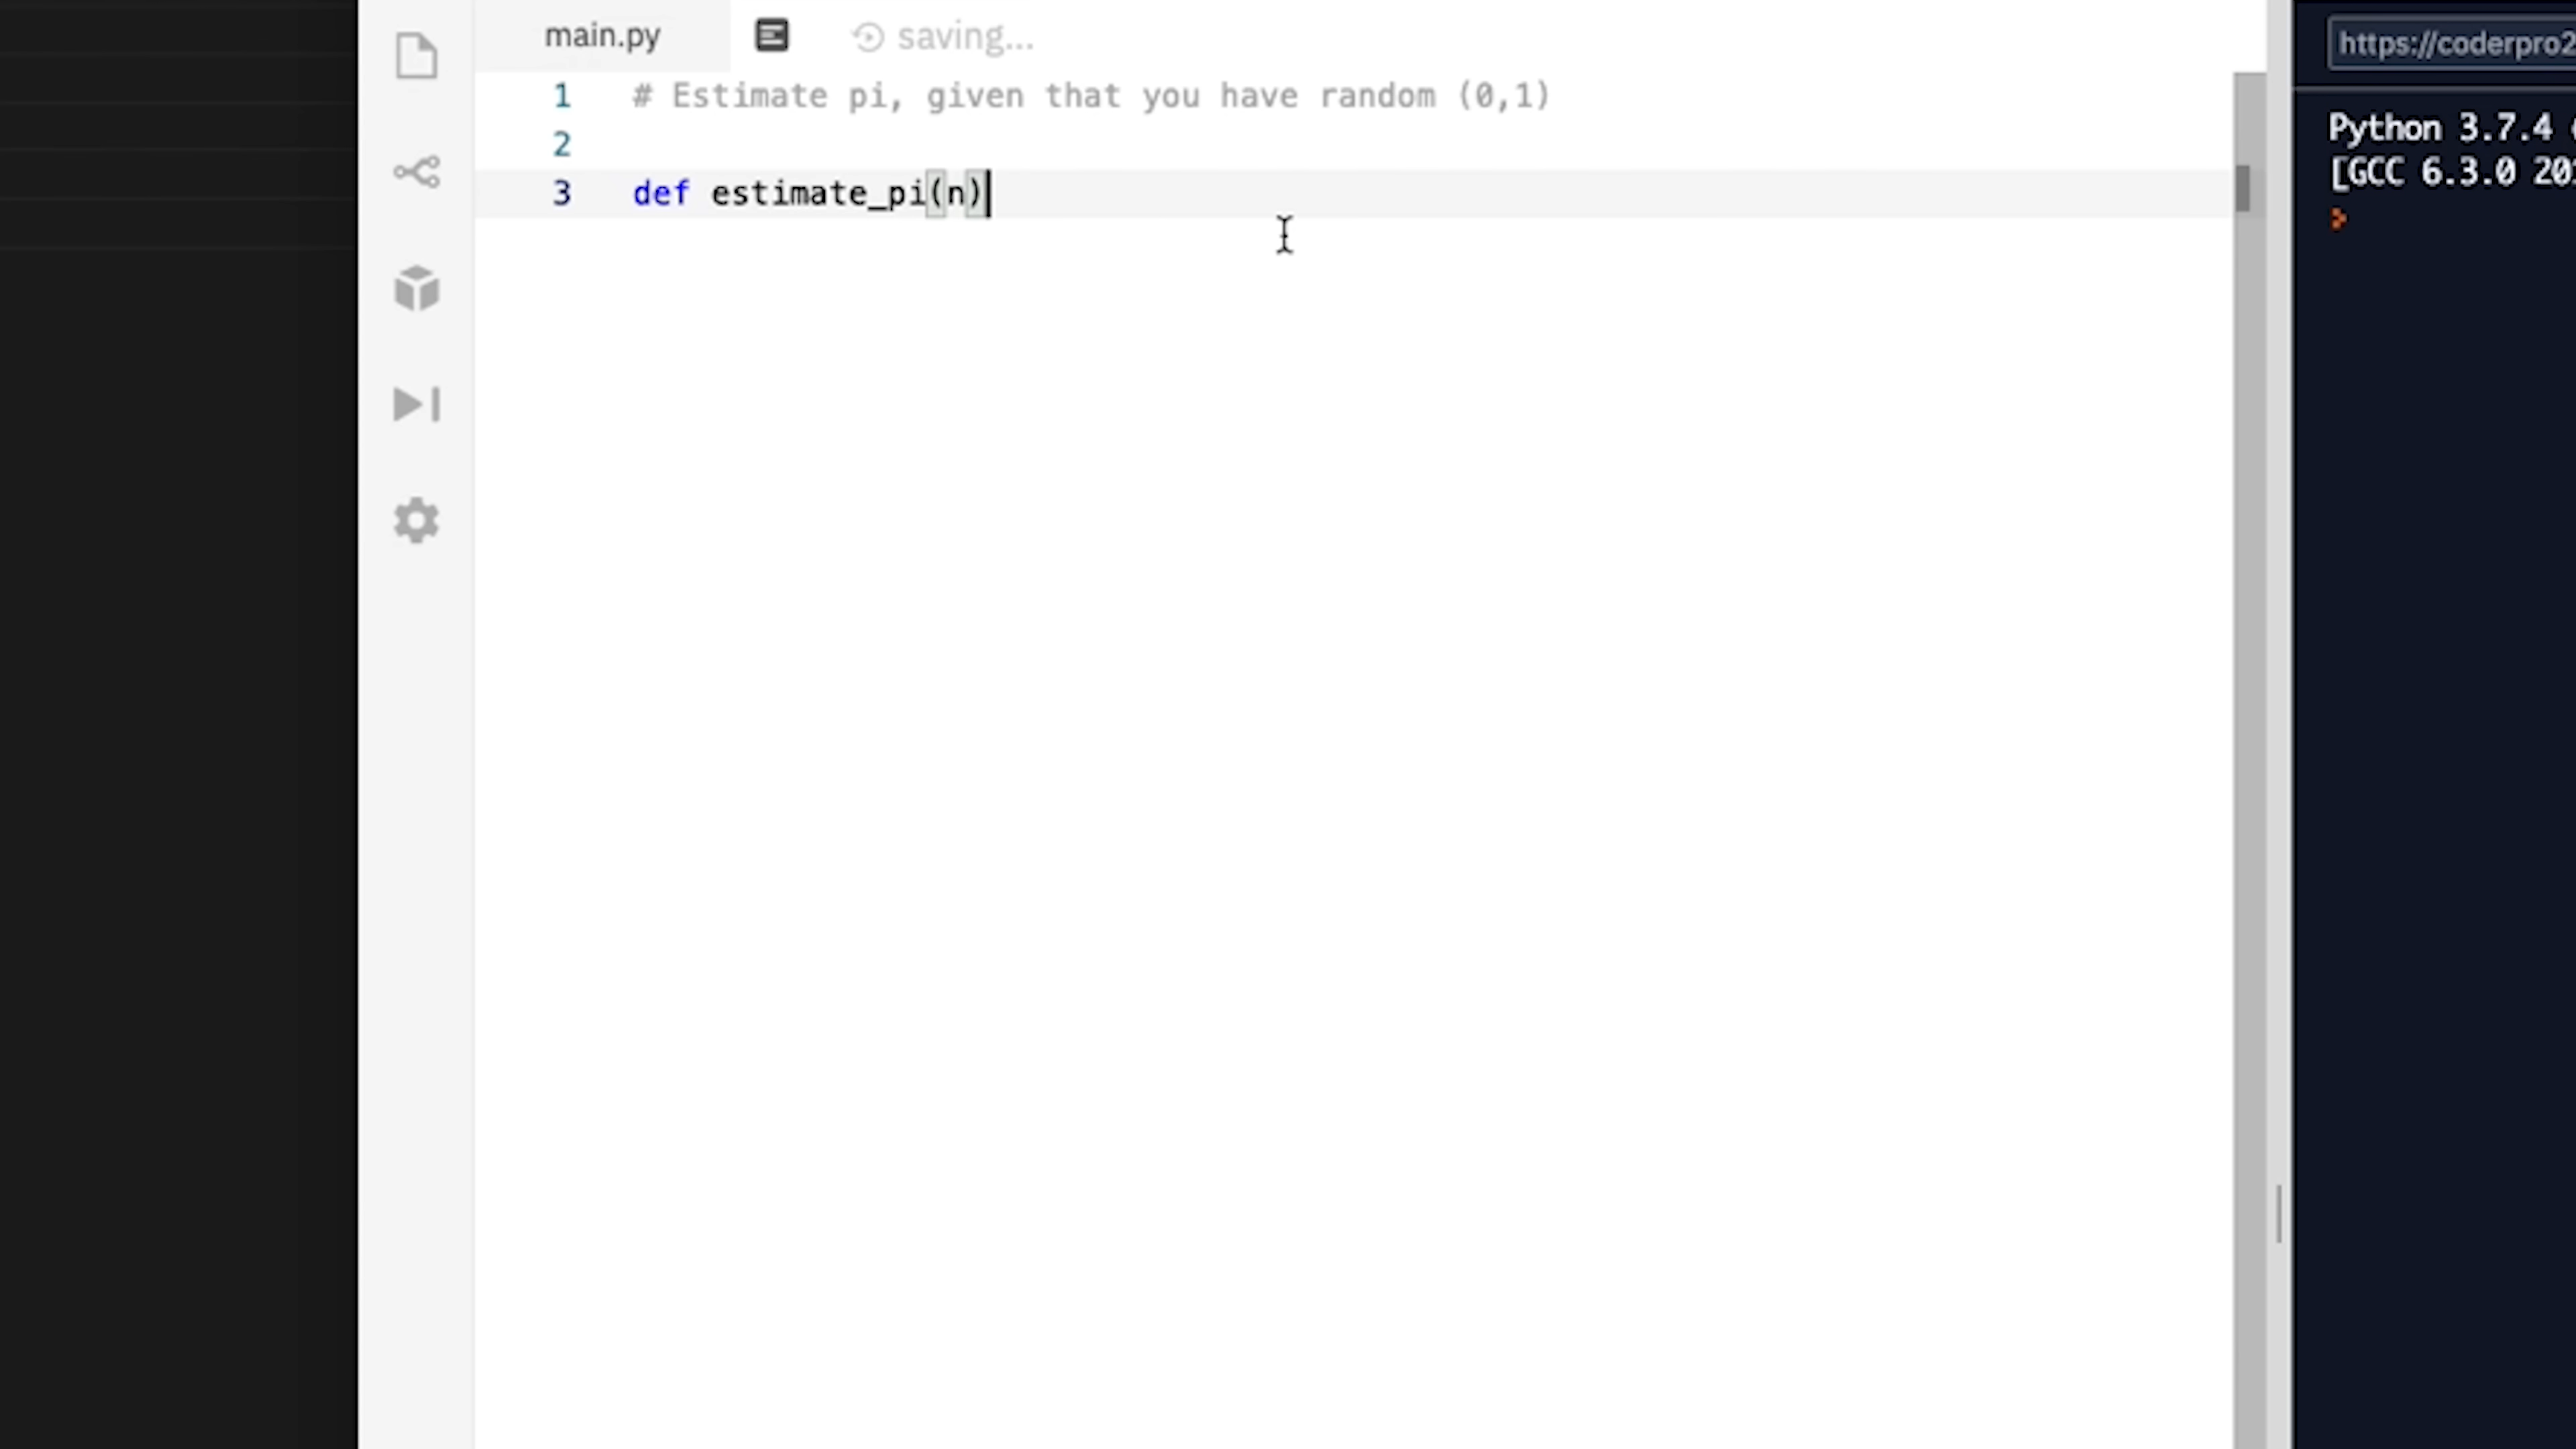 main.py
saving...
https://coderpro2
1 # Estimate pi, given that you have random (0,1)
2
3 def estimate_pi(n)
Python 3.7.4
[GCC 6.3.0 20